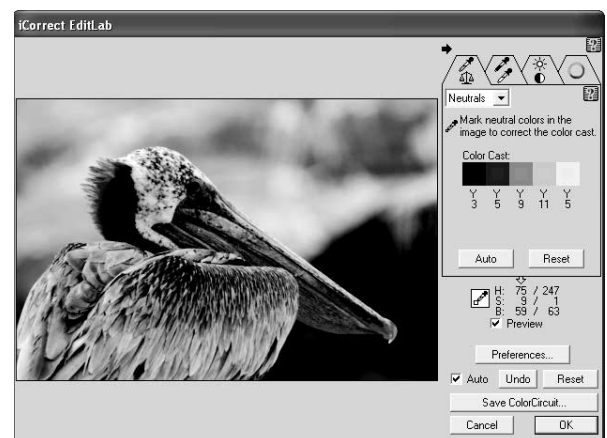 iCorrect EditLab
Neutrals
Mark neutral colors in the
image to correct the color cast.
Color Cast:
Y Y Y Y Y
3 5 9 11 5
Auto Reset
H: 75 / 247
S: 9 / 1
B: 59 / 63
Preview
Preferences...
Auto Undo Reset
Save ColorCircuit...
Cancel OK